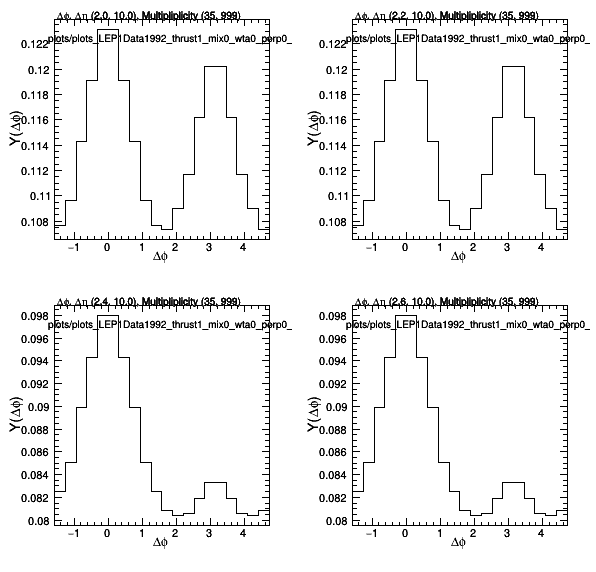 Δϕ, Δη (2.0, 10.0), Multipliplicity (35, 999)
plots/plots_LEP1Data1992_thrust1_mix0_wta0_perp0_
Y(Δϕ)
0.122
0.12
0.118
0.116
0.114
0.112
0.11
0.108
−1 0 1 2 3 4
Δϕ
Δϕ, Δη (2.2, 10.0), Multipliplicity (35, 999)
plots/plots_LEP1Data1992_thrust1_mix0_wta0_perp0_
Y(Δϕ)
0.122
0.12
0.118
0.116
0.114
0.112
0.11
0.108
−1 0 1 2 3 4
Δϕ
Δϕ, Δη (2.4, 10.0), Multipliplicity (35, 999)
plots/plots_LEP1Data1992_thrust1_mix0_wta0_perp0_
Y(Δϕ)
0.098
0.096
0.094
0.092
0.09
0.088
0.086
0.084
0.082
0.08
−1 0 1 2 3 4
Δϕ
Δϕ, Δη (2.6, 10.0), Multipliplicity (35, 999)
plots/plots_LEP1Data1992_thrust1_mix0_wta0_perp0_
Y(Δϕ)
0.098
0.096
0.094
0.092
0.09
0.088
0.086
0.084
0.082
0.08
−1 0 1 2 3 4
Δϕ